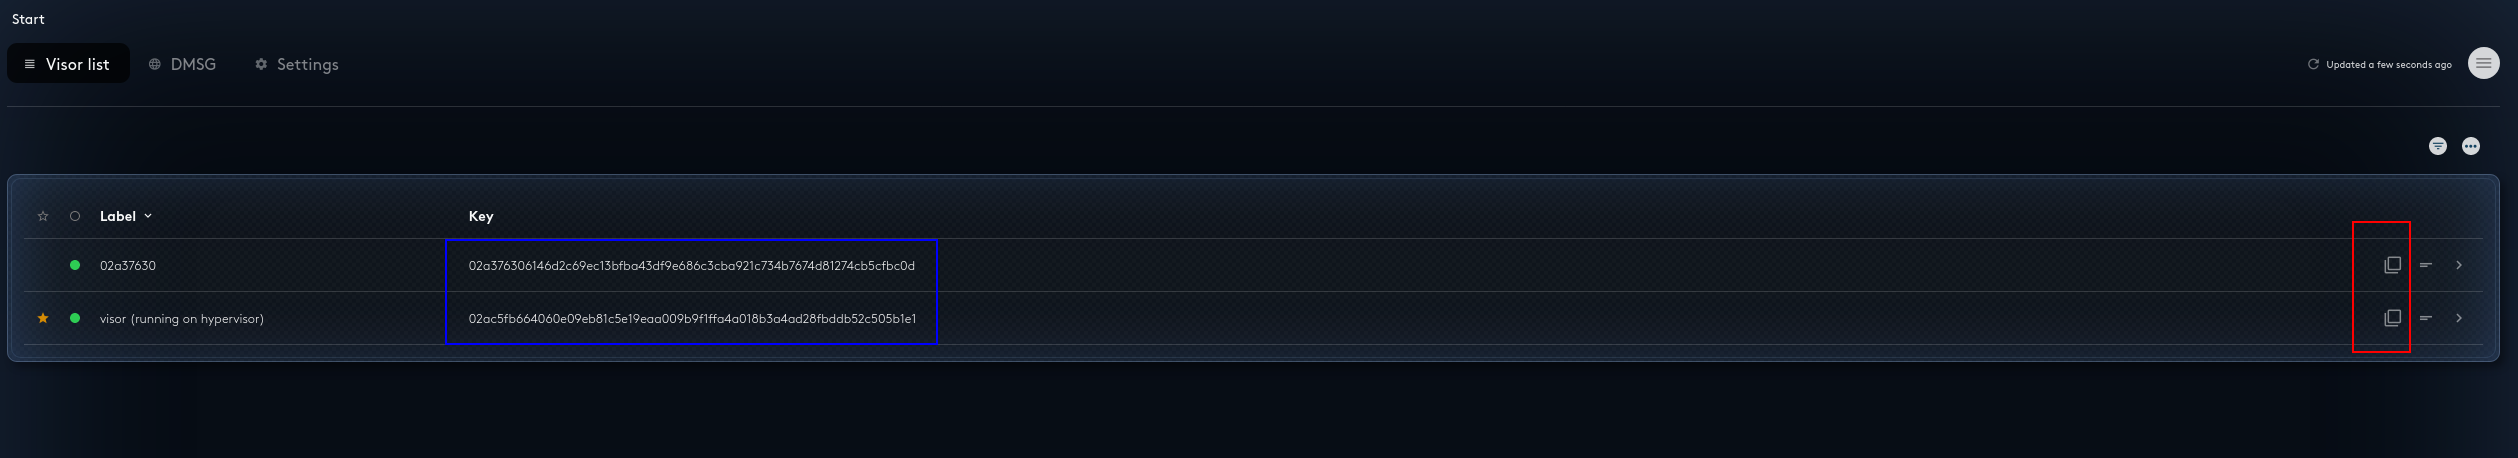 Start
Visor list DMSG Settings Updated a few seconds ago
Label Key
02a37630 02a376306146d2c69ec13bfba43df9e686c3cba921c734b7674d81274cb5cfbc0d
visor (running on hypervisor) 02ac5fb664060e09eb81c5e19eaa009b9f1ffa4a018b3a4ad28fbddb52c505b1e1